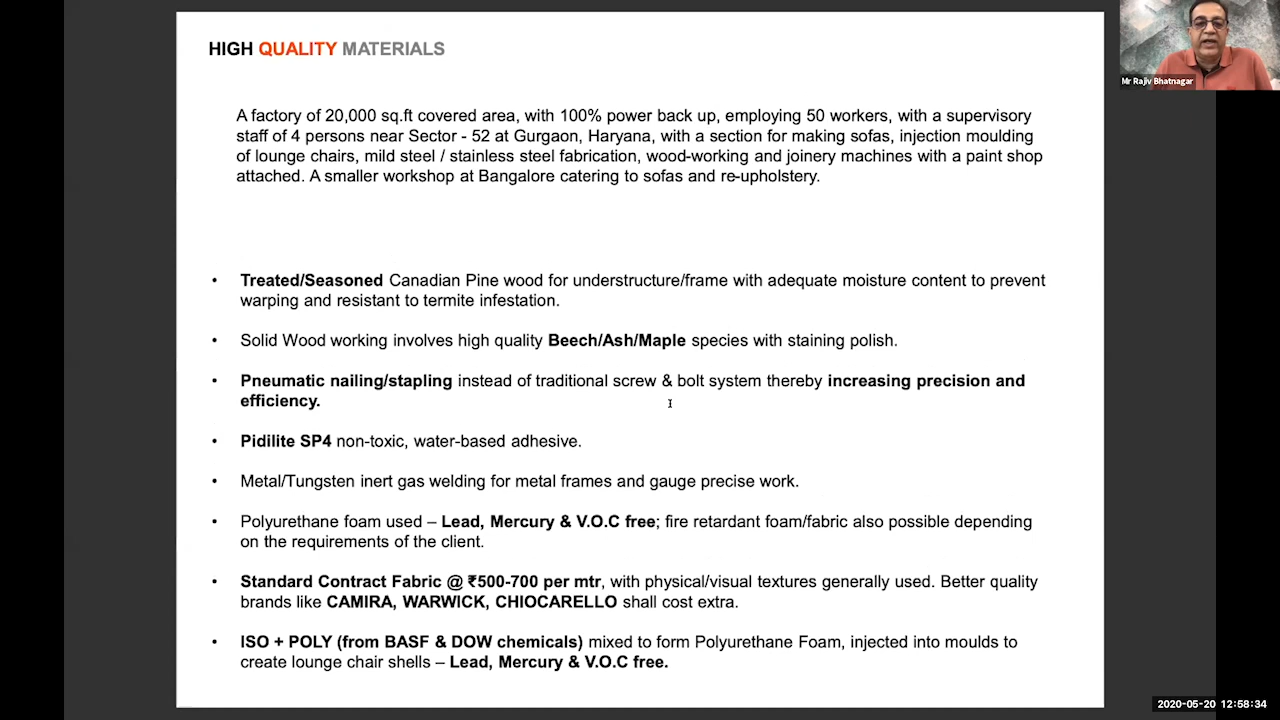 HIGH QUALITY MATERIALS
Mr Rajiv Bhatnagar
A factory of 20,000 sq.ft covered area, with 100% power back up, employing 50 workers, with a supervisory
staff of 4 persons near Sector - 52 at Gurgaon, Haryana, with a section for making sofas, injection moulding
of lounge chairs, mild steel / stainless steel fabrication, wood-working and joinery machines with a paint shop
attached. A smaller workshop at Bangalore catering to sofas and re-upholstery.
• Treated/Seasoned Canadian Pine wood for understructure/frame with adequate moisture content to prevent
warping and resistant to termite infestation.
• Solid Wood working involves high quality Beech/Ash/Maple species with staining polish.
• Pneumatic nailing/stapling instead of traditional screw & bolt system thereby increasing precision and
efficiency.
• Pidilite SP4 non-toxic, water-based adhesive.
• Metal/Tungsten inert gas welding for metal frames and gauge precise work.
• Polyurethane foam used – Lead, Mercury & V.O.C free; fire retardant foam/fabric also possible depending
on the requirements of the client.
• Standard Contract Fabric @ ₹500-700 per mtr, with physical/visual textures generally used. Better quality
brands like CAMIRA, WARWICK, CHIOCARELLO shall cost extra.
• ISO + POLY (from BASF & DOW chemicals) mixed to form Polyurethane Foam, injected into moulds to
create lounge chair shells – Lead, Mercury & V.O.C free.
2020-05-20 12:58:34